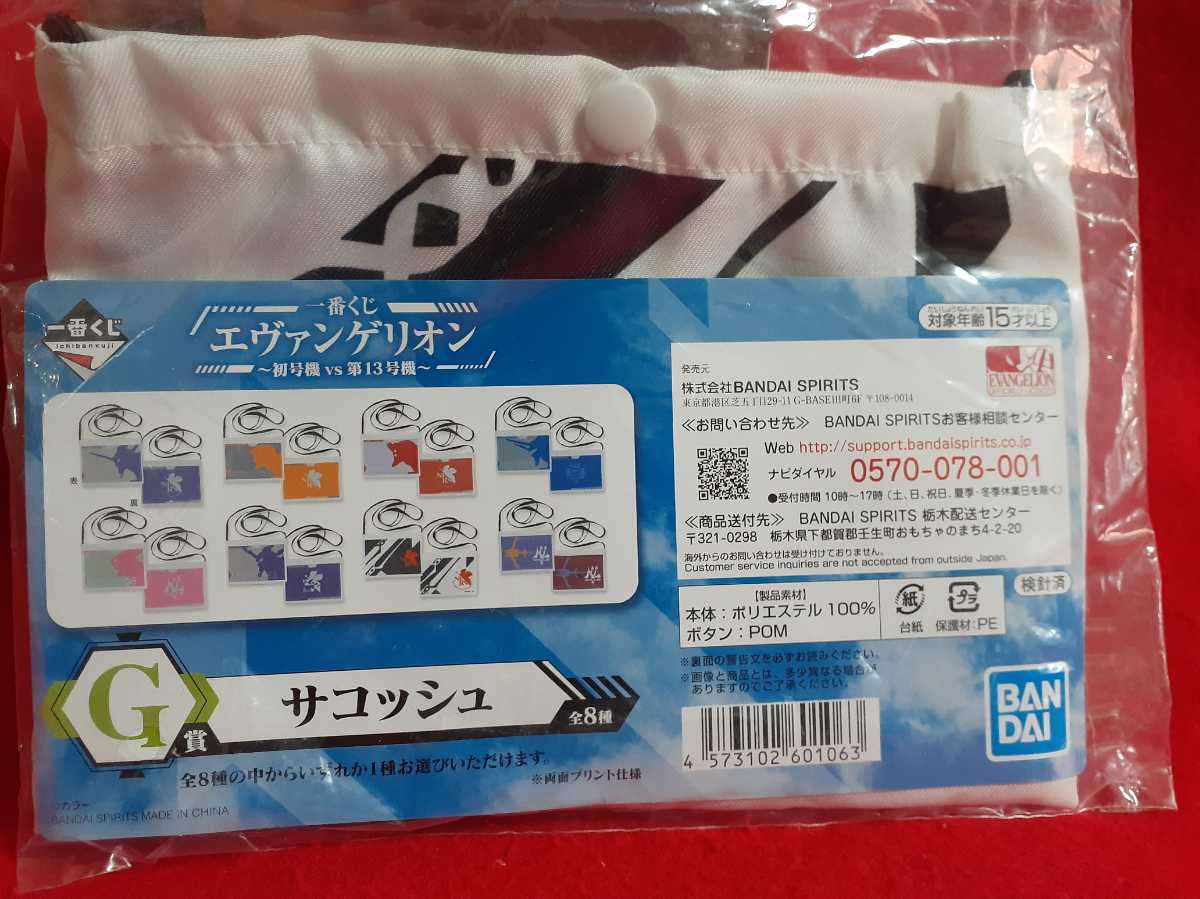 一番くじ
ichibankuji
一番くじ
エヴァンゲリオン
～初号機 vs 第13号機～
表
裏
G賞
サコッシュ
全8種
全8種の中からいずれか1種お選びいただけます。
※両面プリント仕様
BANDAI SPIRITS MADE IN CHINA
たいしょうねんれい
対象年齢15才以上
発売元
株式会社BANDAI SPIRITS
東京都港区芝五丁目29-11 G-BASE田町6F 〒108-0014
EVANGELION
≪お問い合わせ先≫ BANDAI SPIRITSお客様相談センター
Web http://support.bandaispirits.co.jp
ナビダイヤル 0570-078-001
●受付時間 10時～17時 (土、日、祝日、夏季・冬季休業日を除く)
≪商品送付先≫ BANDAI SPIRITS 栃木配送センター
〒321-0298 栃木県下都賀郡壬生町おもちゃのまち4-2-20
海外からのお問い合わせは受け付けておりません。
Customer service inquiries are not accepted from outside Japan.
【製品素材】
本体：ポリエステル 100%
ボタン：POM
紙
台紙
プラ
保護材：PE
検針済
※裏面の警告文を必ずお読みください。
※画像と商品とは、多少異なる場合が
ありますのでご了承ください。
4 573102 601063
BAN
DAI